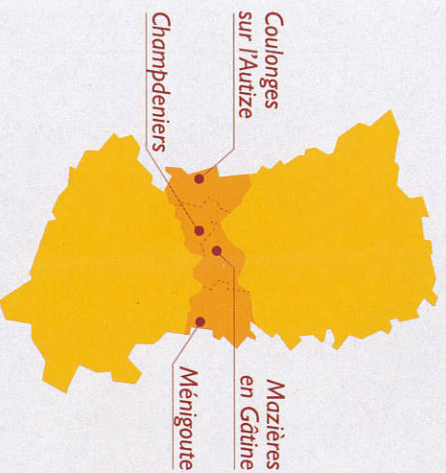 Coulonges
sur l'Autize
Champdeniers
Mazières
en Gâtine
Ménigoute